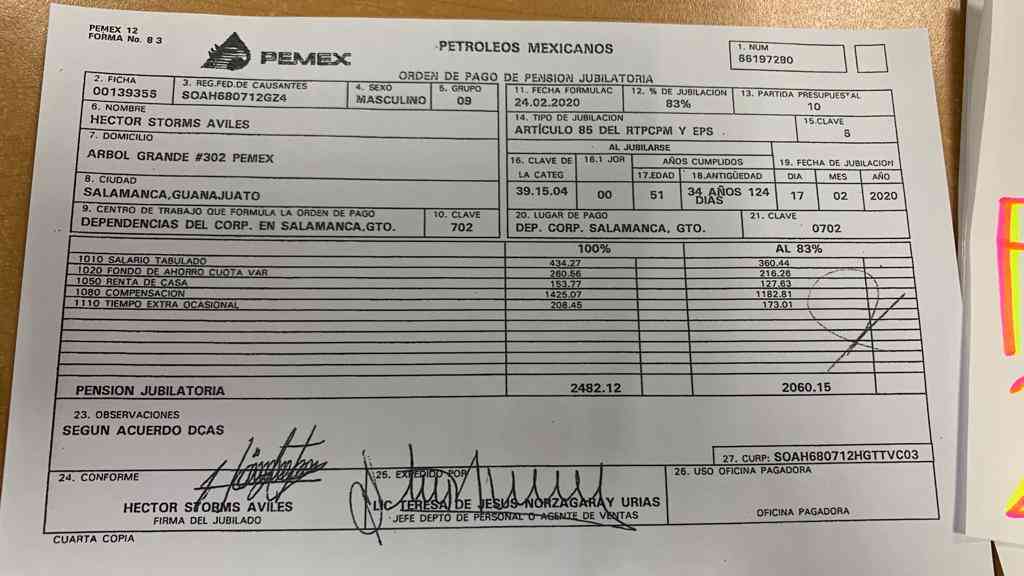 PEMEX 12
FORMA No. 8 3
PEMEX
PETROLEOS MEXICANOS
ORDEN DE PAGO DE PENSION JUBILATORIA
1. NUM
86197280
2. FICHA
00139355
3. REG.FED.DE CAUSANTES
SOAH680712GZ4
4. SEXO
MASCULINO
5. GRUPO
09
11. FECHA FORMULAC
24.02.2020
12. % DE JUBILACION
83%
13. PARTIDA PRESUPUESTAL
10
6. NOMBRE
HECTOR STORMS AVILES
14. TIPO DE JUBILACION
ARTÍCULO 85 DEL RTPCPM Y EPS .
15.CLAVE
7. DOMICILIO
ARBOL GRANDE #302 PEMEX
AL JUBILARSE
16. CLAVE DE
LA CATEG
39.15.04
16.1 JOR
00
AÑOS CUMPLIDOS
17.EDAD
51
18.ANTIGÜEDAD
34 AÑOS 124
DIAS
19. FECHA DE JUBILACION
DIA MES AÑO
17 02 2020
8. CIUDAD
SALAMANCA,GUANAJUATO
9. CENTRO DE TRABAJO QUE FORMULA LA ORDEN DE PAGO
DEPENDENCIAS DEL CORP. EN SALAMANCA,GTO.
10. CLAVE
702
20. LUGAR DE PAGO
DEP. CORP. SALAMANCA, GTO.
21. CLAVE
0702
100% AL 83%
1010 SALARIO TABULADO 434.27 360.44
1020 FONDO DE AHORRO CUOTA VAR 260.56 216.26
1050 RENTA DE CASA 153.77 127.63
1080 COMPENSACION 1425.07 1182.81
1110 TIEMPO EXTRA OCASIONAL 208.45 173.01
PENSION JUBILATORIA 2482.12 2060.15
23. OBSERVACIONES
SEGUN ACUERDO DCAS
27. CURP: SOAH680712HGTTVC03
24. CONFORME
HECTOR STORMS AVILES
FIRMA DEL JUBILADO
25. EXPEDIDO POR
LIC TERESA DE JESUS NORZAGARAY URIAS
JEFE DEPTO DE PERSONAL O AGENTE DE VENTAS
26. USO OFICINA PAGADORA
OFICINA PAGADORA
CUARTA COPIA